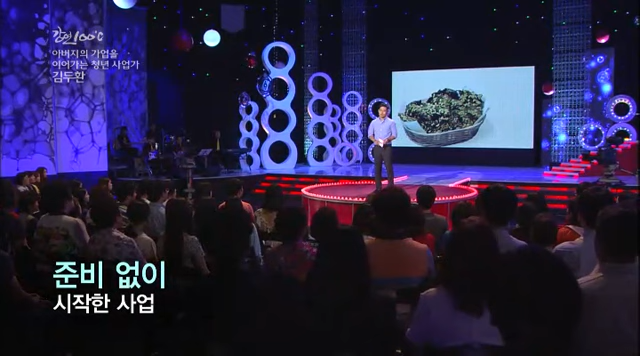 강연100℃
아버지의 가업을
이어가는 청년 사업가
김두환
준비 없이
시작한 사업